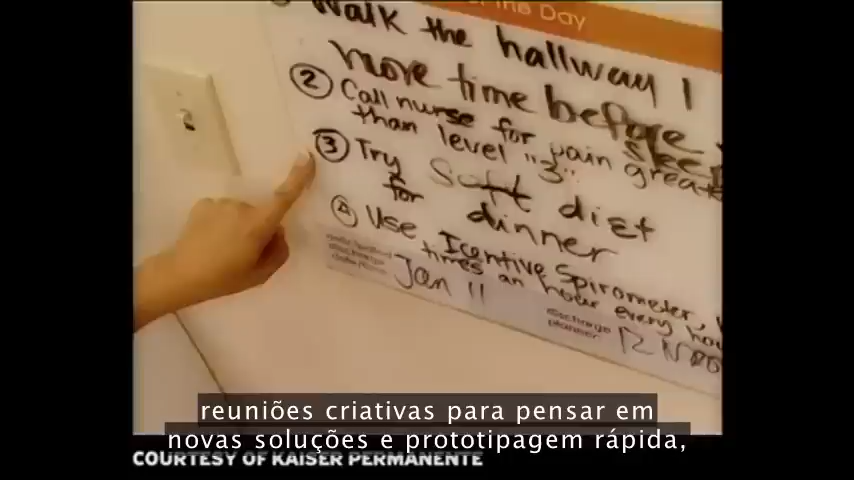 the Day
Walk the hallway 1
more time before
sleep
② Call nurse for pain great
than level "3".
③ Try Soft diet
for dinner
④ Use Icentive Spirometer,
times an hour every hou
Jan 11
discharge
planner
reuniões criativas para pensar em
novas soluções e prototipagem rápida,
COURTESY OF KAISER PERMANENTE